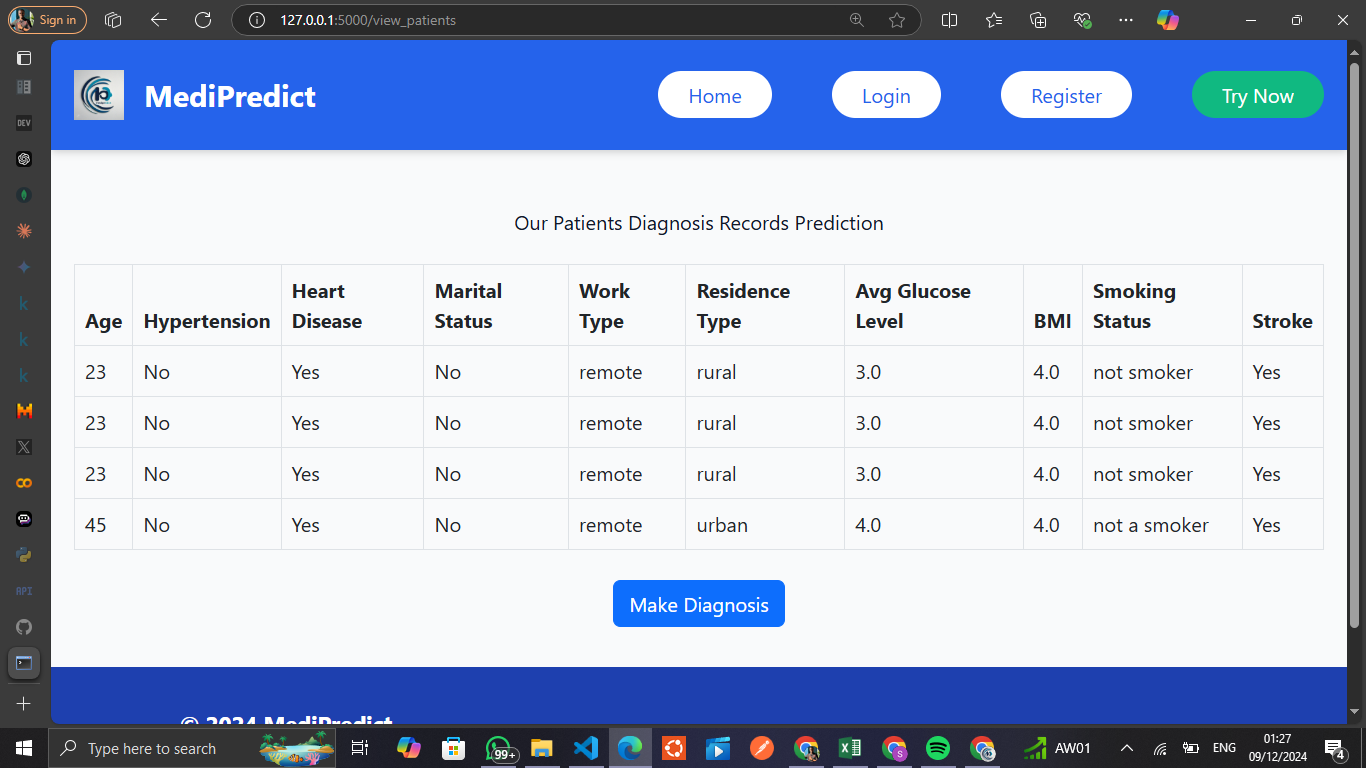 Sign in
127.0.0.1:5000/view_patients
DEV
k
k
k
API
MediPredict
Home
Login
Register
Try Now
Our Patients Diagnosis Records Prediction
Age Hypertension Heart Disease Marital Status Work Type Residence Type Avg Glucose Level BMI Smoking Status Stroke
23 No Yes No remote rural 3.0 4.0 not smoker Yes
23 No Yes No remote rural 3.0 4.0 not smoker Yes
23 No Yes No remote rural 3.0 4.0 not smoker Yes
45 No Yes No remote urban 4.0 4.0 not a smoker Yes
Make Diagnosis
© 2024 MediPredict
Type here to search
99+
S
AW01
ENG
01:27
09/12/2024
4